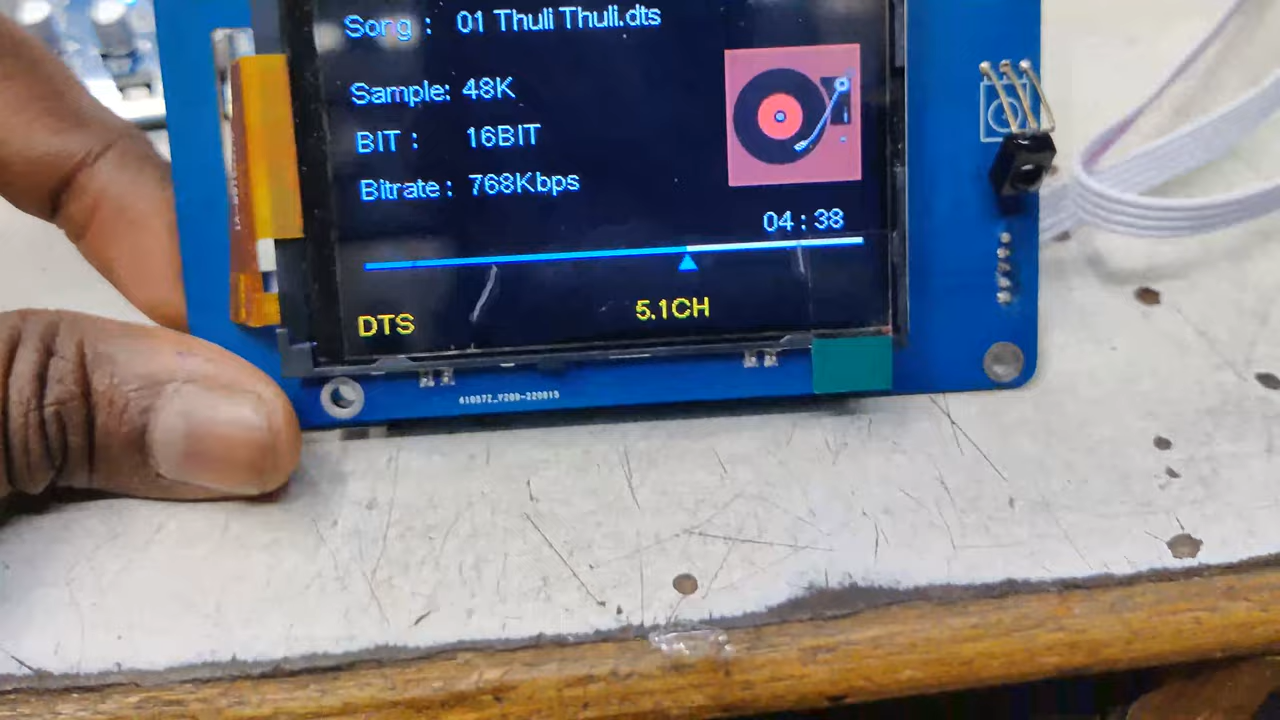 Song : 01 Thuli Thuli.dts
Sample: 48K
BIT : 16BIT
Bitrate : 768Kbps
04 : 38
DTS 5.1CH